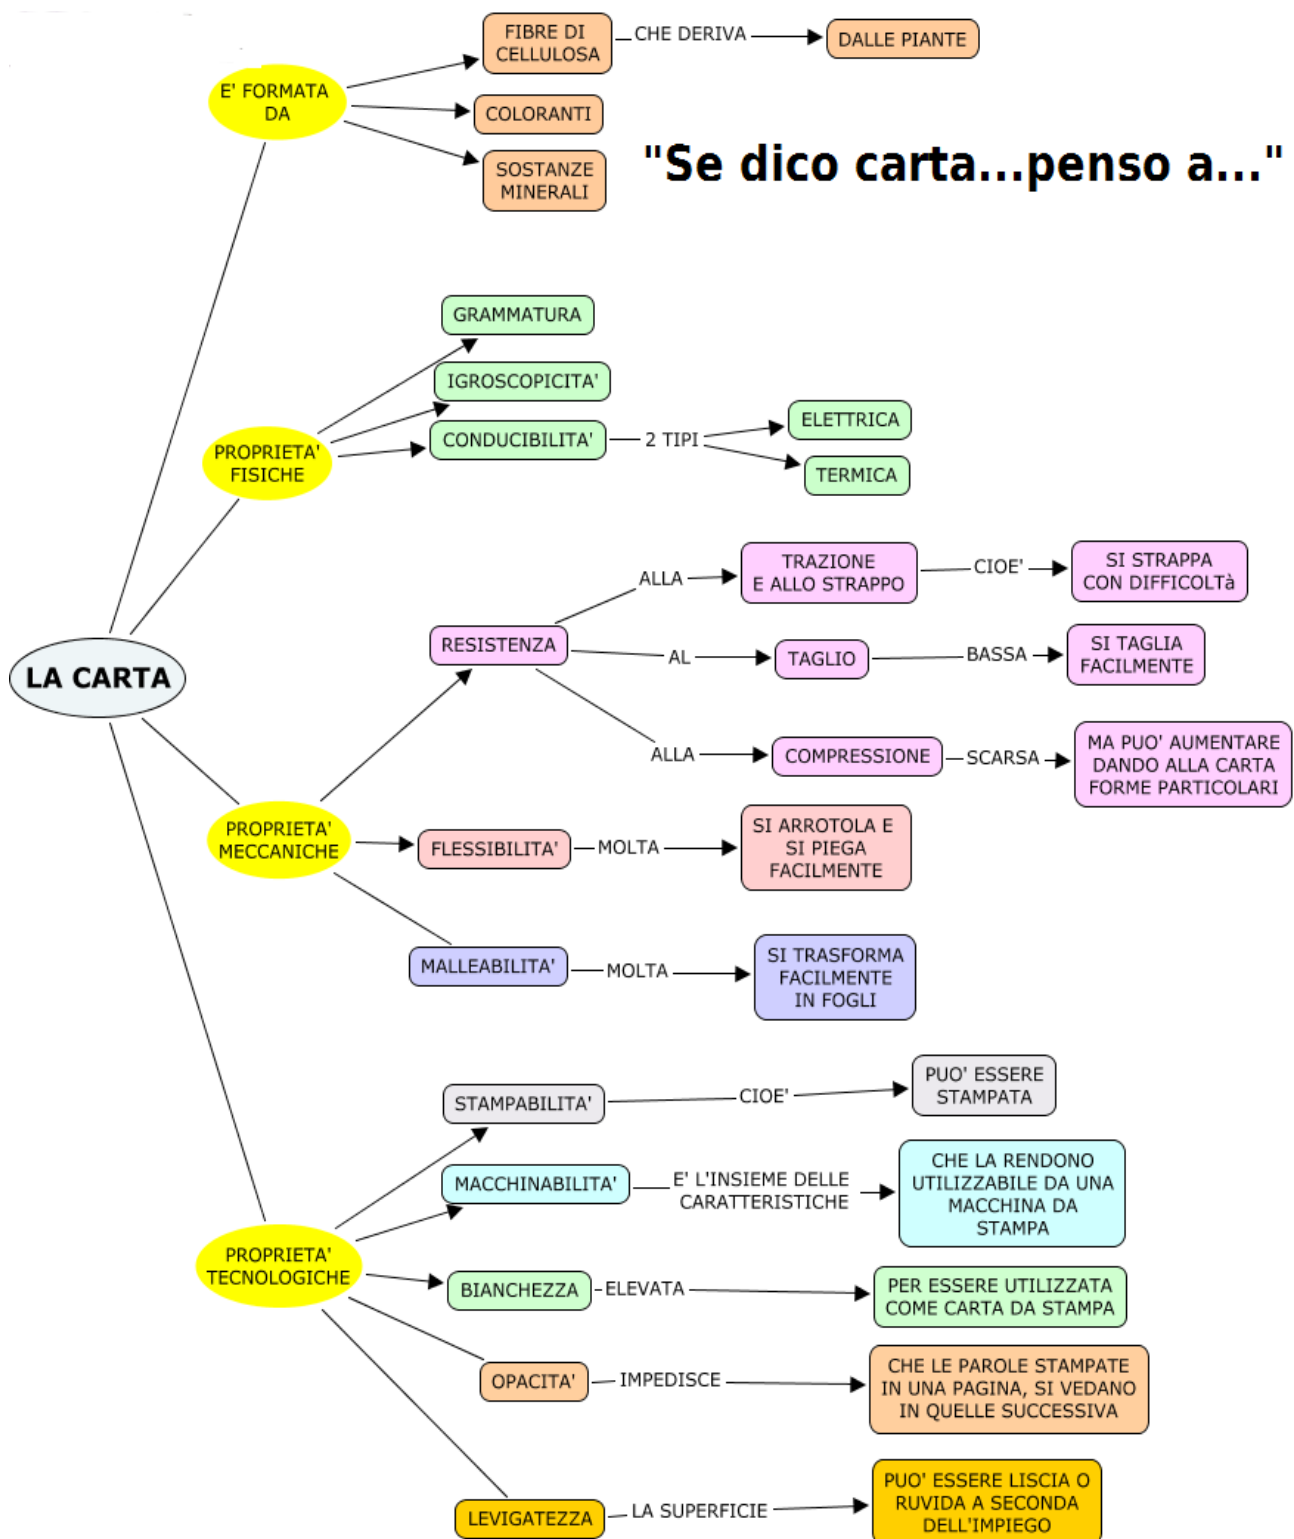 FIBRE DI
CELLULOSA
CHE DERIVA
DALLE PIANTE
E' FORMATA
DA
COLORANTI
SOSTANZE
MINERALI
"Se dico carta...penso a..."
GRAMMATURA
IGROSCOPICITA'
PROPRIETA'
FISICHE
CONDUCIBILITA'
2 TIPI
ELETTRICA
TERMICA
LA CARTA
RESISTENZA
ALLA
TRAZIONE
E ALLO STRAPPO
CIOE'
SI STRAPPA
CON DIFFICOLTà
AL
TAGLIO
BASSA
SI TAGLIA
FACILMENTE
ALLA
COMPRESSIONE
SCARSA
MA PUO' AUMENTARE
DANDO ALLA CARTA
FORME PARTICOLARI
PROPRIETA'
MECCANICHE
FLESSIBILITA'
MOLTA
SI ARROTOLA E
SI PIEGA
FACILMENTE
MALLEABILITA'
MOLTA
SI TRASFORMA
FACILMENTE
IN FOGLI
STAMPABILITA'
CIOE'
PUO' ESSERE
STAMPATA
MACCHINABILITA'
E' L'INSIEME DELLE
CARATTERISTICHE
CHE LA RENDONO
UTILIZZABILE DA UNA
MACCHINA DA
STAMPA
PROPRIETA'
TECNOLOGICHE
BIANCHEZZA
ELEVATA
PER ESSERE UTILIZZATA
COME CARTA DA STAMPA
OPACITA'
IMPEDISCE
CHE LE PAROLE STAMPATE
IN UNA PAGINA, SI VEDANO
IN QUELLE SUCCESSIVA
LEVIGATEZZA
LA SUPERFICIE
PUO' ESSERE LISCIA O
RUVIDA A SECONDA
DELL'IMPIEGO